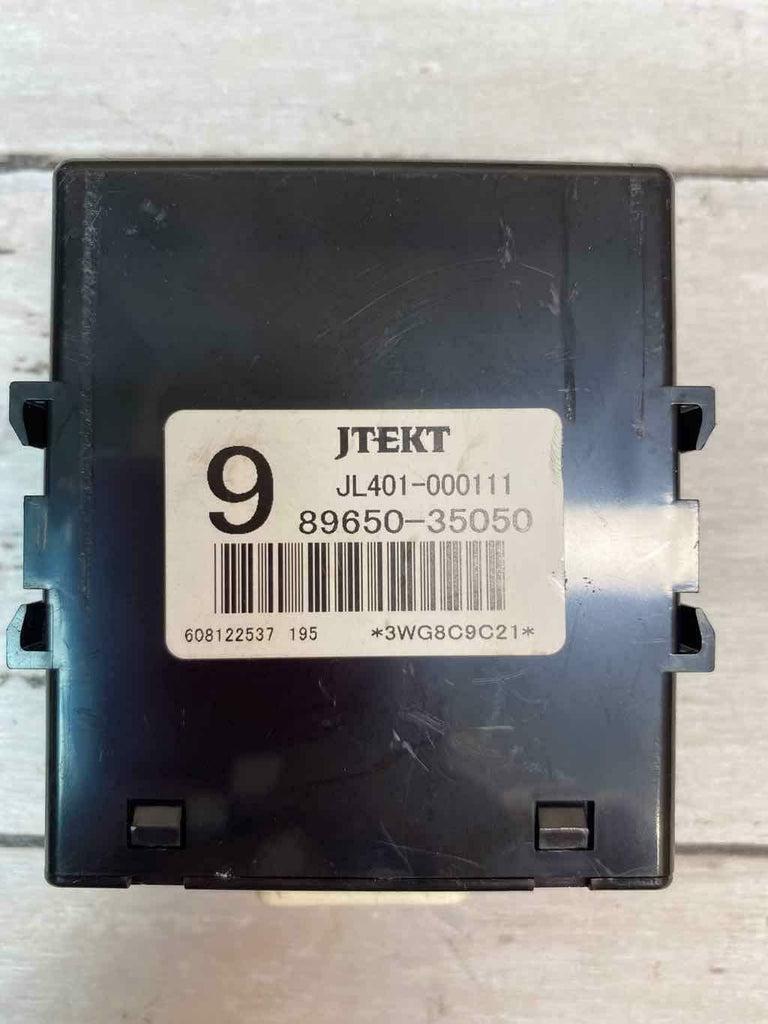 JTEKT
9
JL401-000111
89650-35050
608122537 195 *3WG8C9C21*